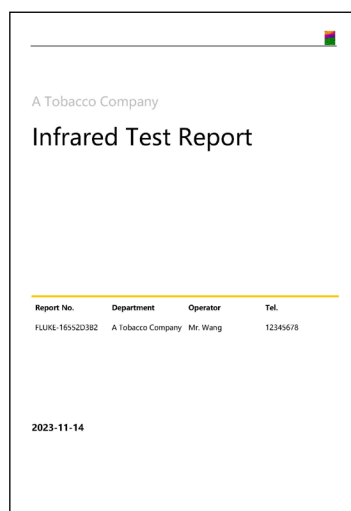 A Tobacco Company
Infrared Test Report
Report No. Department Operator Tel.
FLUKE-16552D3B2 A Tobacco Company Mr. Wang 12345678
2023-11-14